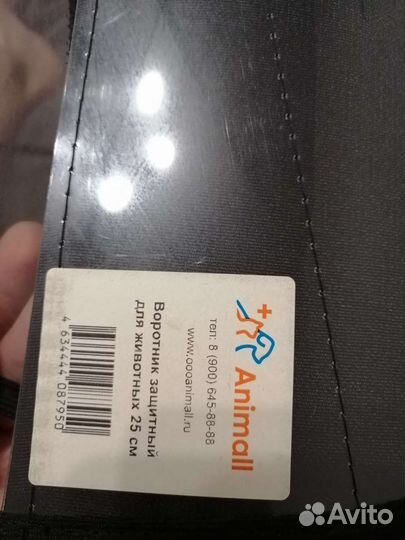 Animall
тел: 8 (900) 645-88-88
www.oooanimall.ru
Воротник защитный
для животных 25 см
4 634444 087950
Avito